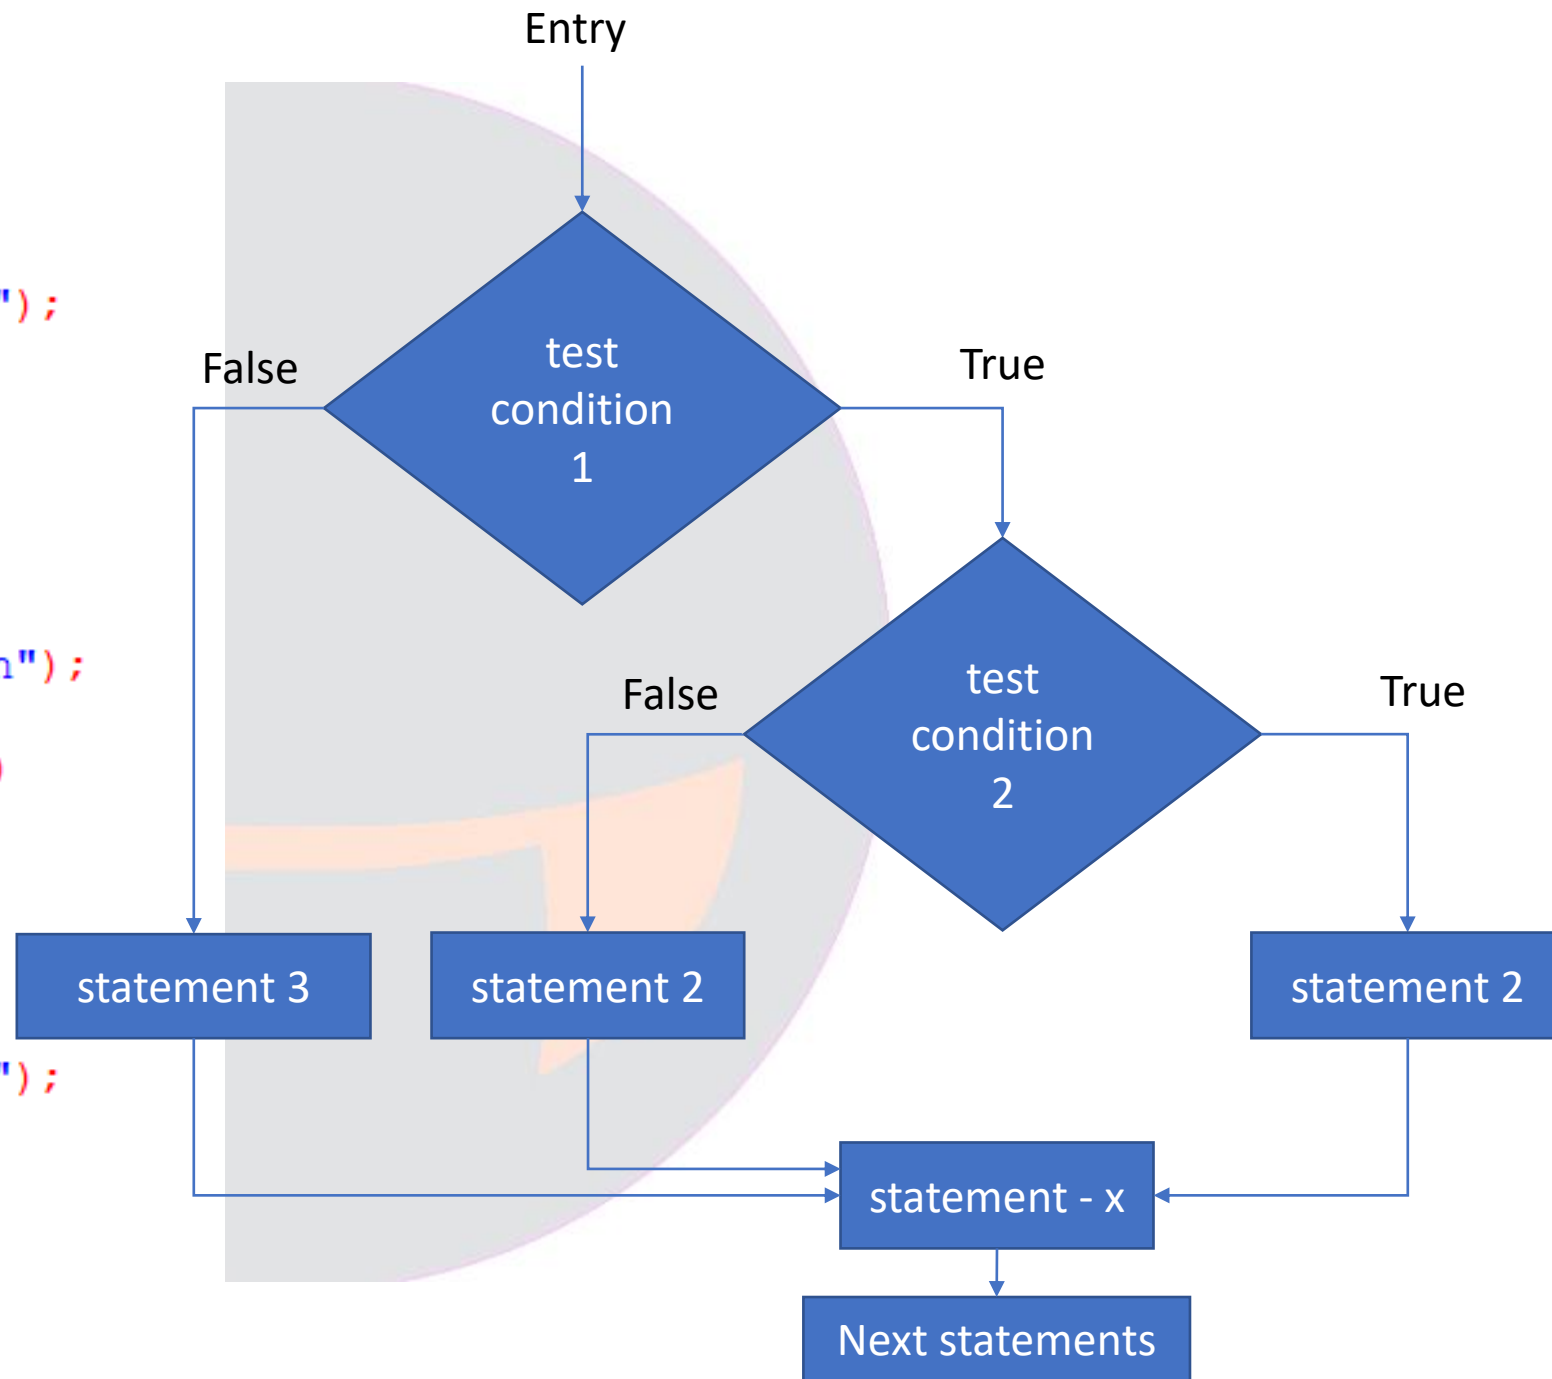 Entry
");
False
test
condition
1
True
n");
False
test
condition
2
True
)
statement 3
statement 2
statement 2
");
statement - x
Next statements